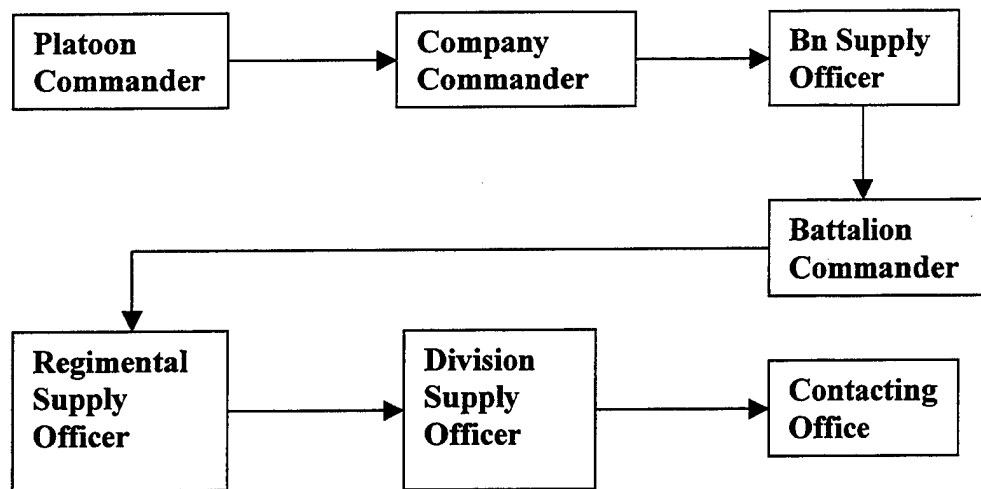 Platoon
Commander
Company
Commander
Bn Supply
Officer
Battalion
Commander
Regimental
Supply
Officer
Division
Supply
Officer
Contacting
Office